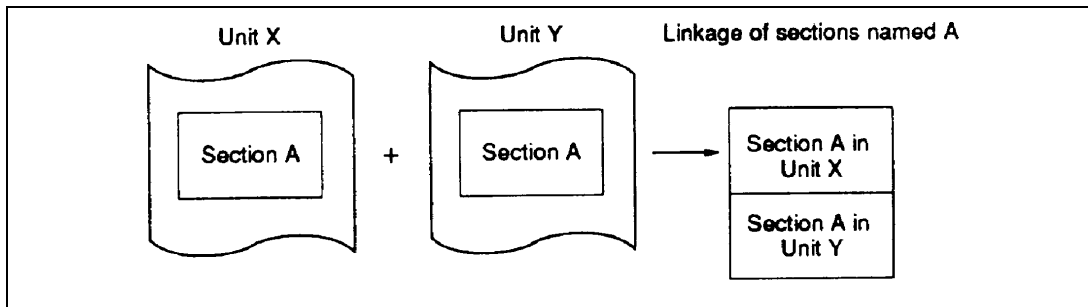 Unit X
Unit Y
Linkage of sections named A
Section A
+
Section A
Section A in
Unit X
Section A in
Unit Y